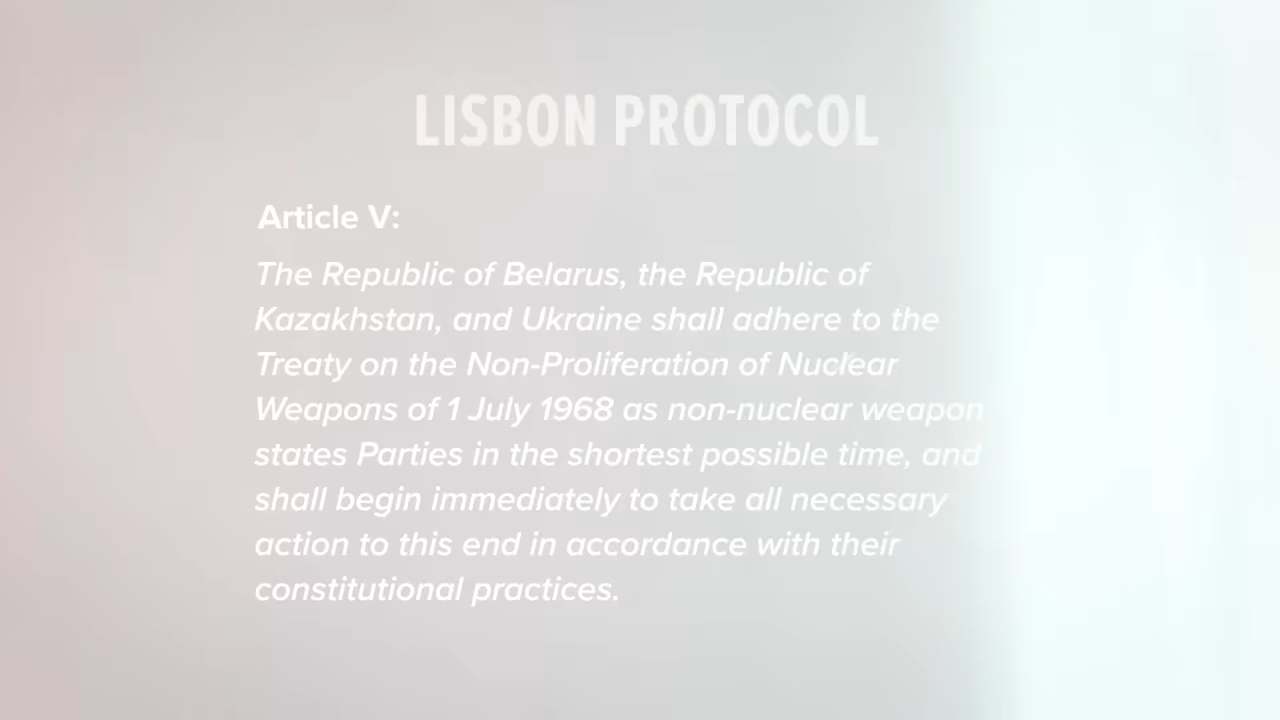 LISBON PROTOCOL
Article V:
The Republic of Belarus, the Republic of
Kazakhstan, and Ukraine shall adhere to the
Treaty on the Non-Proliferation of Nuclear
Weapons of 1 July 1968 as non-nuclear weapon
states Parties in the shortest possible time, and
shall begin immediately to take all necessary
action to this end in accordance with their
constitutional practices.